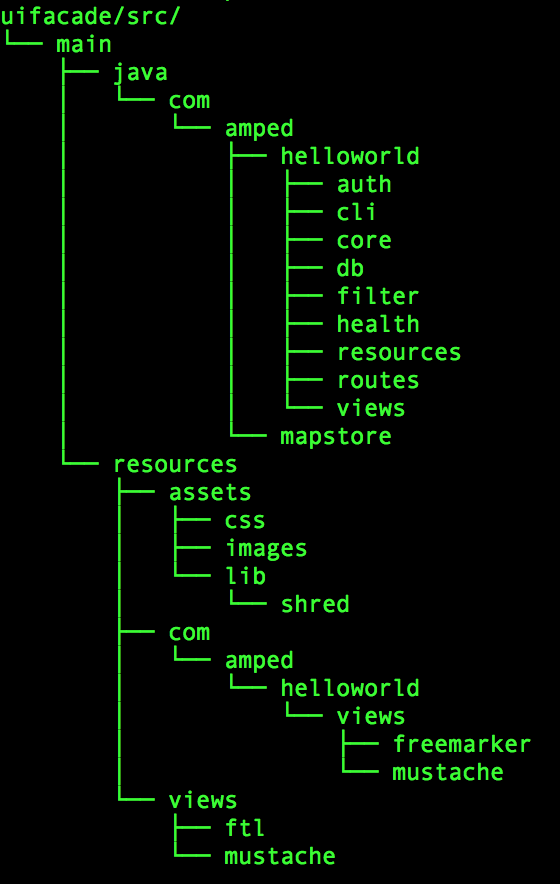 uifacade/src/
└── main
    ├── java
    │   └── com
    │       └── amped
    │           ├── helloworld
    │           │   ├── auth
    │           │   ├── cli
    │           │   ├── core
    │           │   ├── db
    │           │   ├── filter
    │           │   ├── health
    │           │   ├── resources
    │           │   ├── routes
    │           │   └── views
    │           └── mapstore
    └── resources
        ├── assets
        │   ├── css
        │   ├── images
        │   └── lib
        │       └── shred
        ├── com
        │   └── amped
        │       └── helloworld
        │           └── views
        │               ├── freemarker
        │               └── mustache
        └── views
            ├── ftl
            └── mustache